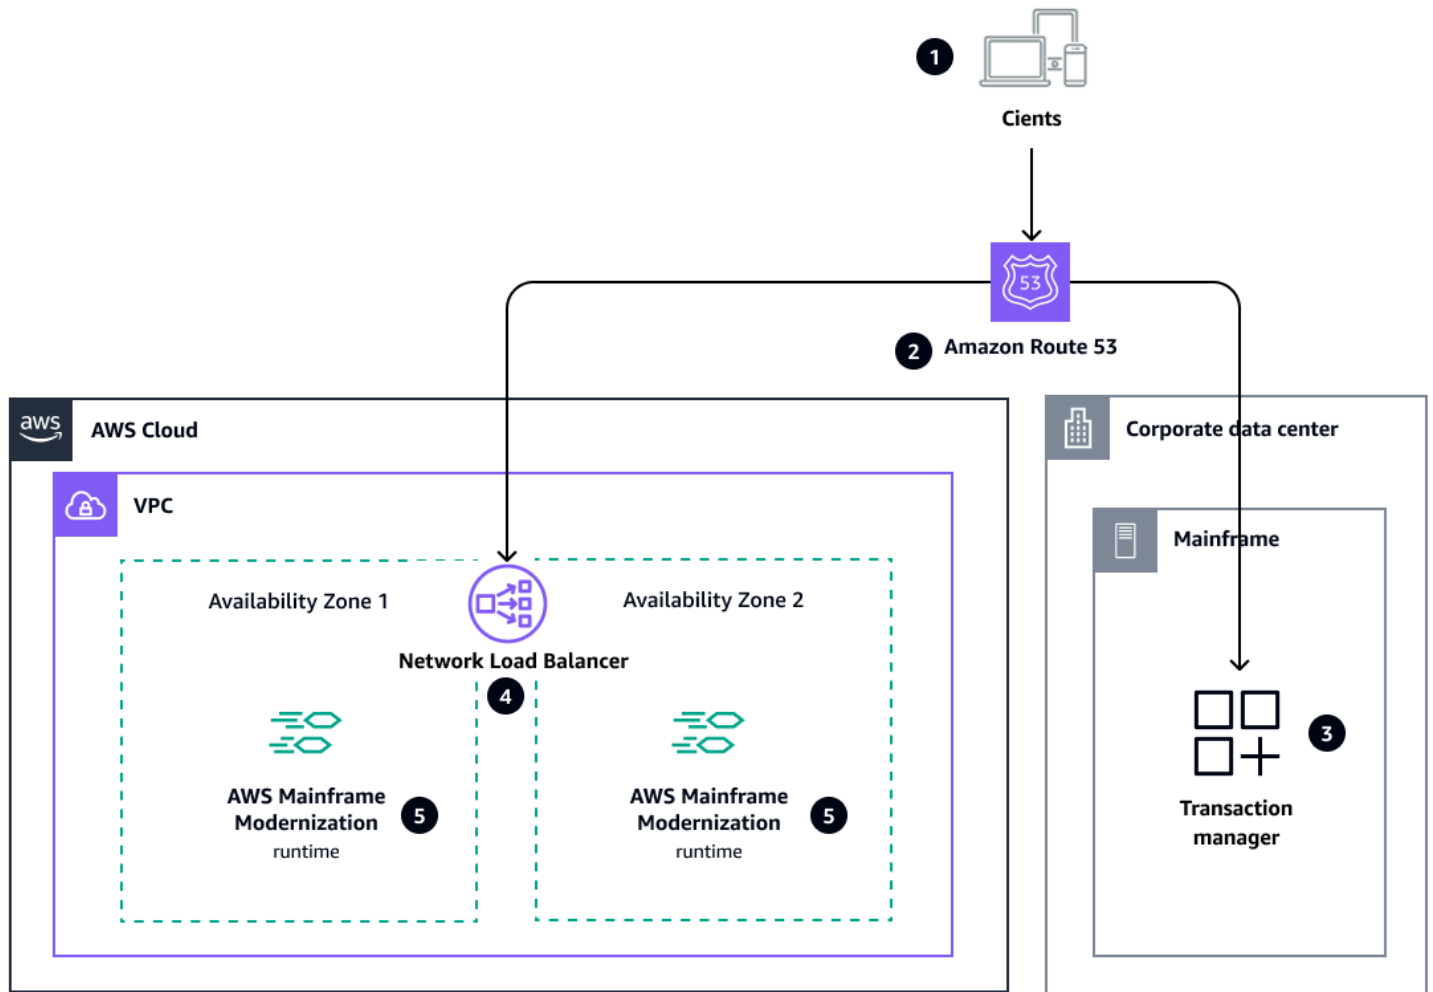 1
Cients
53
2
Amazon Route 53
aws
AWS Cloud
VPC
Availability Zone 1
Availability Zone 2
Network Load Balancer
4
AWS Mainframe
Modernization
runtime
5
AWS Mainframe
Modernization
runtime
5
Corporate data center
Mainframe
3
Transaction
manager